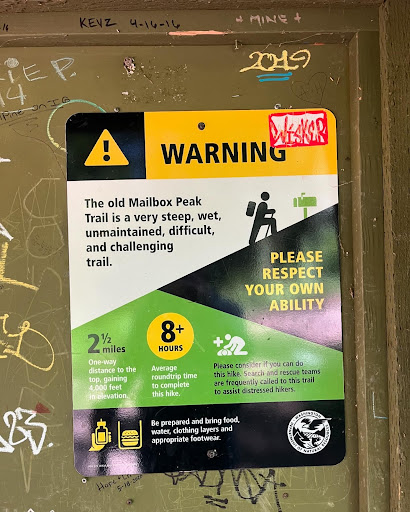 KEVZ 4-16-16
+ MINE +
2019
WEAKER
WARNING
The old Mailbox Peak
Trail is a very steep, wet,
unmaintained, difficult,
and challenging
trail.
PLEASE
RESPECT
YOUR OWN
ABILITY
2 1/2
miles
One-way
distance to the
top, gaining
4,000 feet
in elevation.
8+
HOURS
Average
roundtrip time
to complete
this hike.
Please consider if you can do
this hike. Search and rescue teams
are frequently called to this trail
to assist distressed hikers.
Be prepared and bring food,
water, clothing layers and
appropriate footwear.